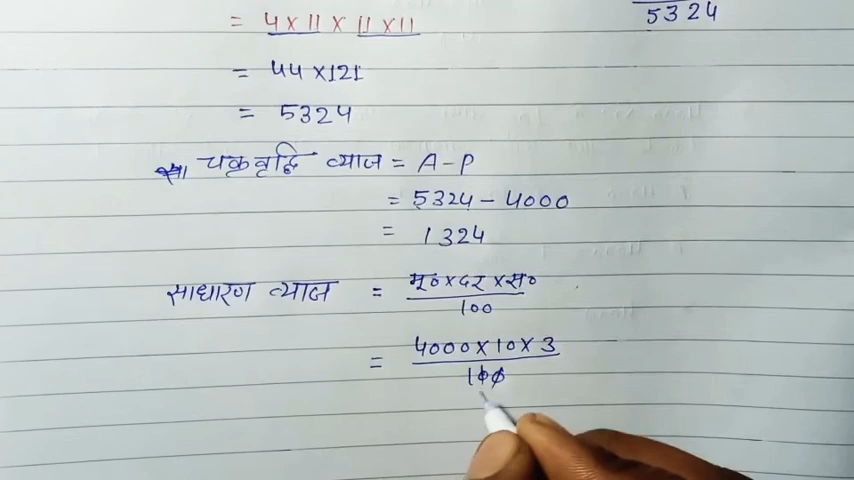 = 4 × 11 × 11 × 11
5324
= 44 × 121
= 5324
चक्रवृद्धि व्याज = A - P
= 5324 - 4000
= 1324
साधारण व्याज = मू० × दर × स०
100
= 4000 × 10 × 3
100